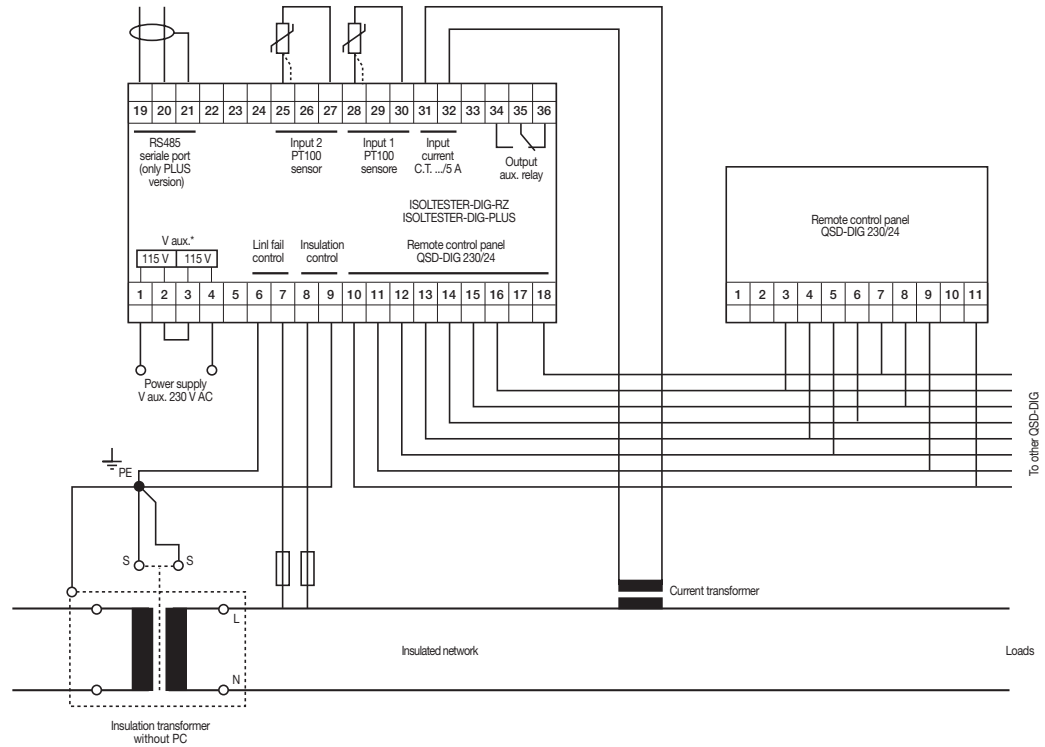 19 20 21 22 23 24 25 26 27 28 29 30 31 32 33 34 35 36
RS485
seriale port
(only PLUS
version)
Input 2
PT100
sensor
Input 1
PT100
sensore
Input
current
C.T. .../5 A
Output
aux. relay
ISOLTESTER-DIG-RZ
ISOLTESTER-DIG-PLUS
V aux.*
115 V 115 V
Linl fail
control
Insulation
control
Remote control panel
QSD-DIG 230/24
1 2 3 4 5 6 7 8 9 10 11 12 13 14 15 16 17 18
Remote control panel
QSD-DIG 230/24
1 2 3 4 5 6 7 8 9 10 11
Power supply
V aux. 230 V AC
To other QSD-DIG
PE
S S
Current transformer
L
Insulated network
Loads
N
Insulation transformer
without PC